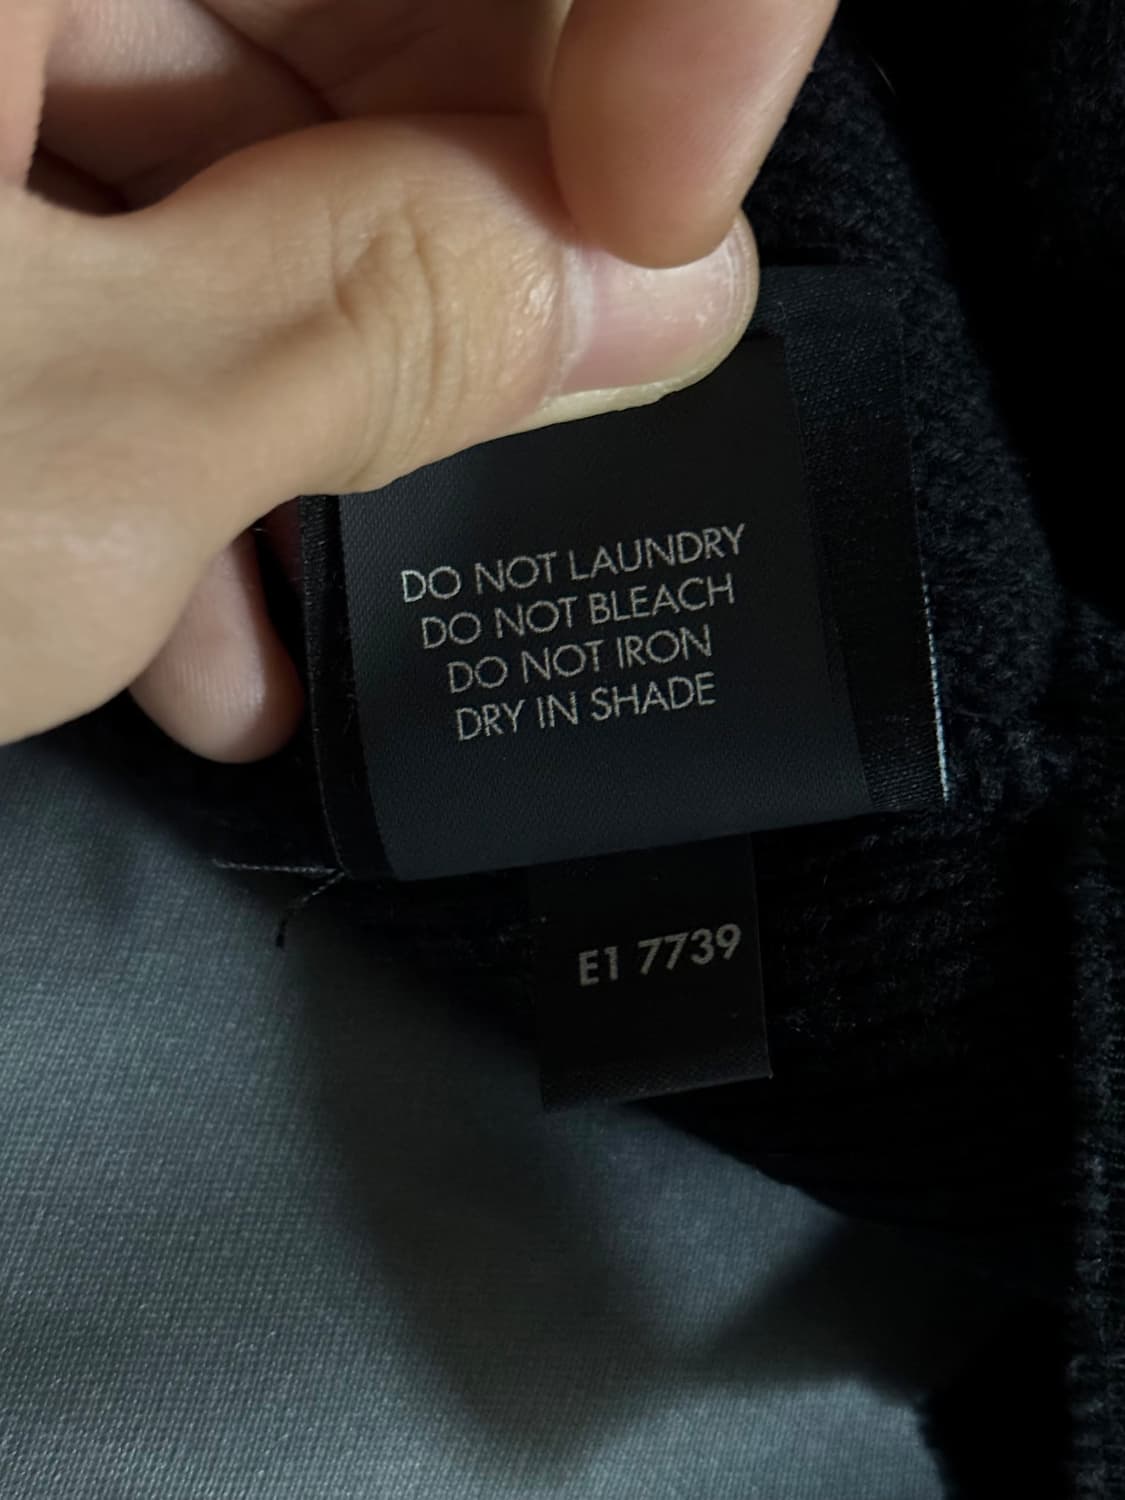 DO NOT LAUNDRY
DO NOT BLEACH
DO NOT IRON
DRY IN SHADE
E1 7739